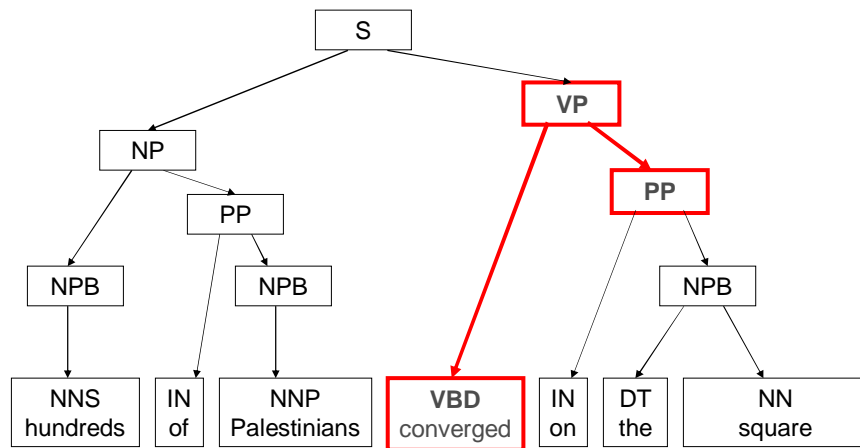 S
VP
NP
PP
PP
NPB
NPB
NPB
NNS
hundreds
IN
of
NNP
Palestinians
VBD
converged
IN
on
DT
the
NN
square